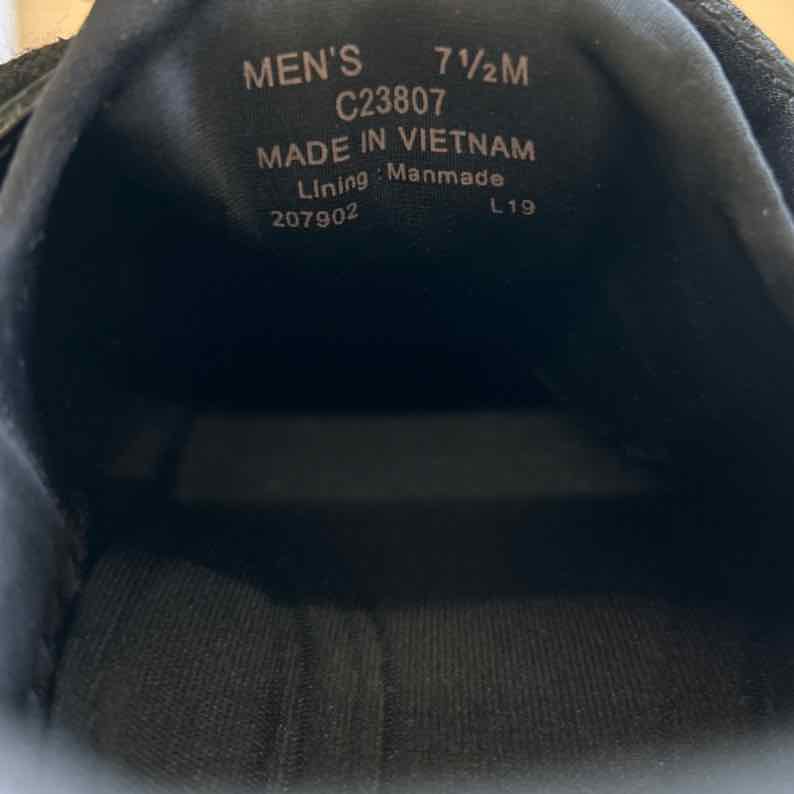 MEN'S 7½M
C23807
MADE IN VIETNAM
Lining : Manmade
207902 L19